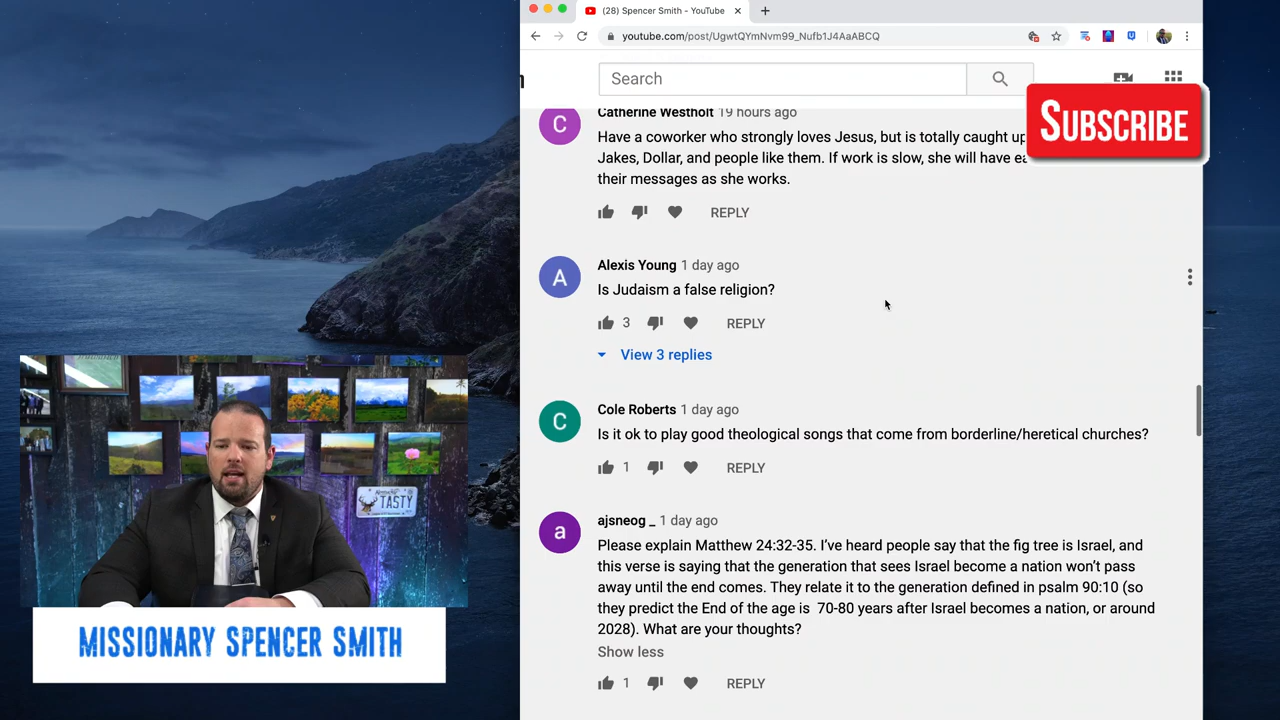 (28) Spencer Smith - YouTube
youtube.com/post/UgwtQYmNvm99_Nufb1J4AaABCQ
Search
SUBSCRIBE
Catherine Westholt 19 hours ago
Have a coworker who strongly loves Jesus, but is totally caught up
Jakes, Dollar, and people like them. If work is slow, she will have
their messages as she works.
REPLY
A
Alexis Young 1 day ago
Is Judaism a false religion?
3 REPLY
View 3 replies
C
Cole Roberts 1 day ago
Is it ok to play good theological songs that come from borderline/heretical churches?
1 REPLY
a
ajsneog _ 1 day ago
Please explain Matthew 24:32-35. I've heard people say that the fig tree is Israel, and
this verse is saying that the generation that sees Israel become a nation won't pass
away until the end comes. They relate it to the generation defined in psalm 90:10 (so
they predict the End of the age is 70-80 years after Israel becomes a nation, or around
2028). What are your thoughts?
Show less
1 REPLY
C
TASTY
MISSIONARY SPENCER SMITH